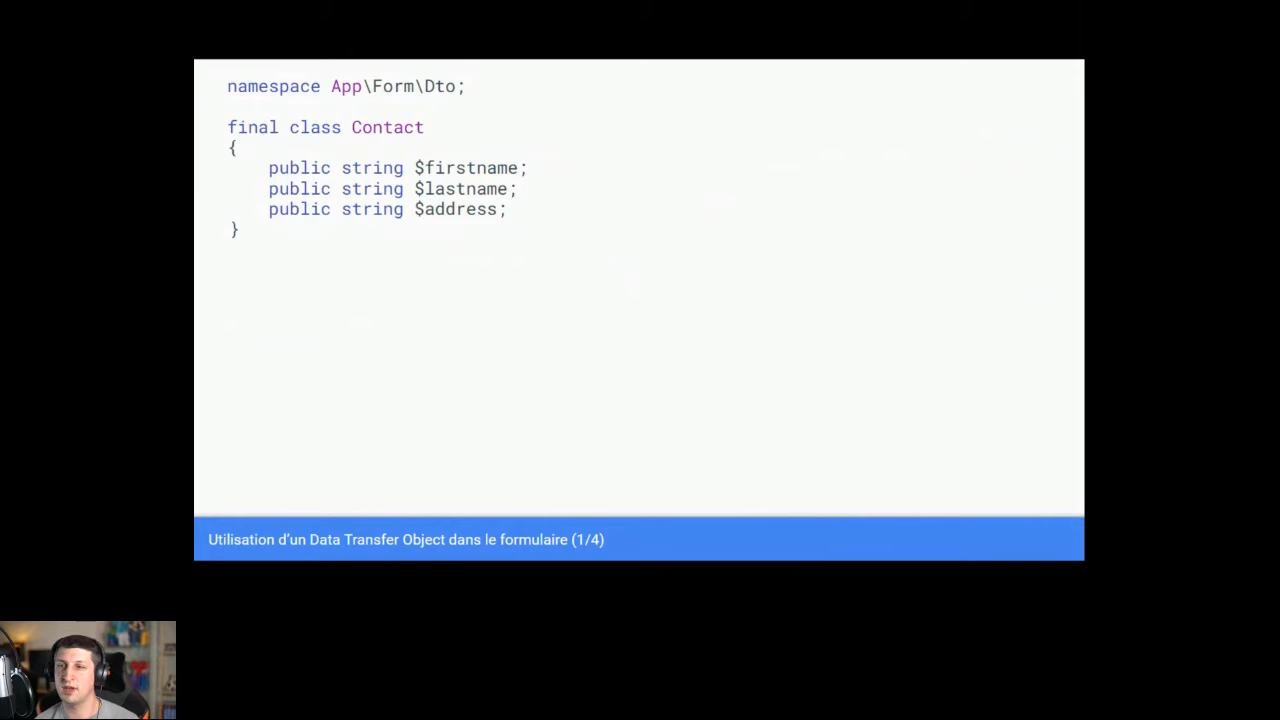 namespace App\Form\Dto;
final class Contact
{
public string $firstname;
public string $lastname;
public string $address;
}
Utilisation d'un Data Transfer Object dans le formulaire (1/4)